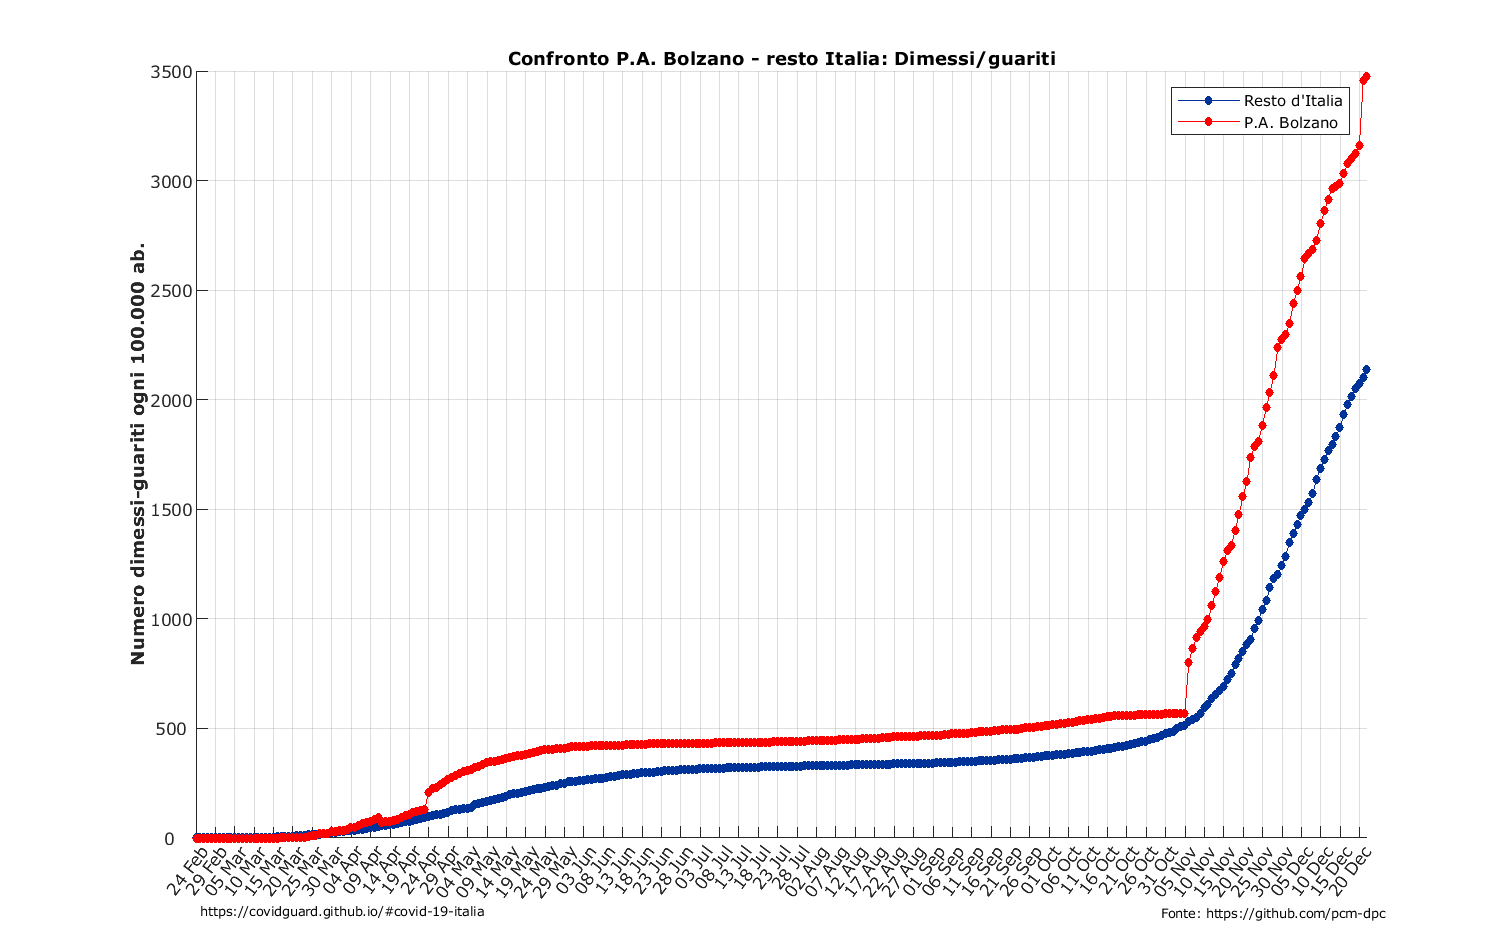 Confronto P.A. Bolzano - resto Italia: Dimessi/guariti
Resto d'Italia
P.A. Bolzano
Numero dimessi-guariti ogni 100.000 ab.
3500
3000
2500
2000
1500
1000
500
0
24 Feb
29 Feb
05 Mar
10 Mar
15 Mar
20 Mar
25 Mar
30 Mar
04 Apr
09 Apr
14 Apr
19 Apr
24 Apr
29 Apr
04 May
09 May
14 May
19 May
24 May
29 May
03 Jun
08 Jun
13 Jun
18 Jun
23 Jun
28 Jun
03 Jul
08 Jul
13 Jul
18 Jul
23 Jul
28 Jul
02 Aug
07 Aug
12 Aug
17 Aug
22 Aug
27 Aug
01 Sep
06 Sep
11 Sep
16 Sep
21 Sep
26 Sep
01 Oct
06 Oct
11 Oct
16 Oct
21 Oct
26 Oct
31 Oct
05 Nov
10 Nov
15 Nov
20 Nov
25 Nov
30 Nov
05 Dec
10 Dec
15 Dec
20 Dec
https://covidguard.github.io/#covid-19-italia
Fonte: https://github.com/pcm-dpc